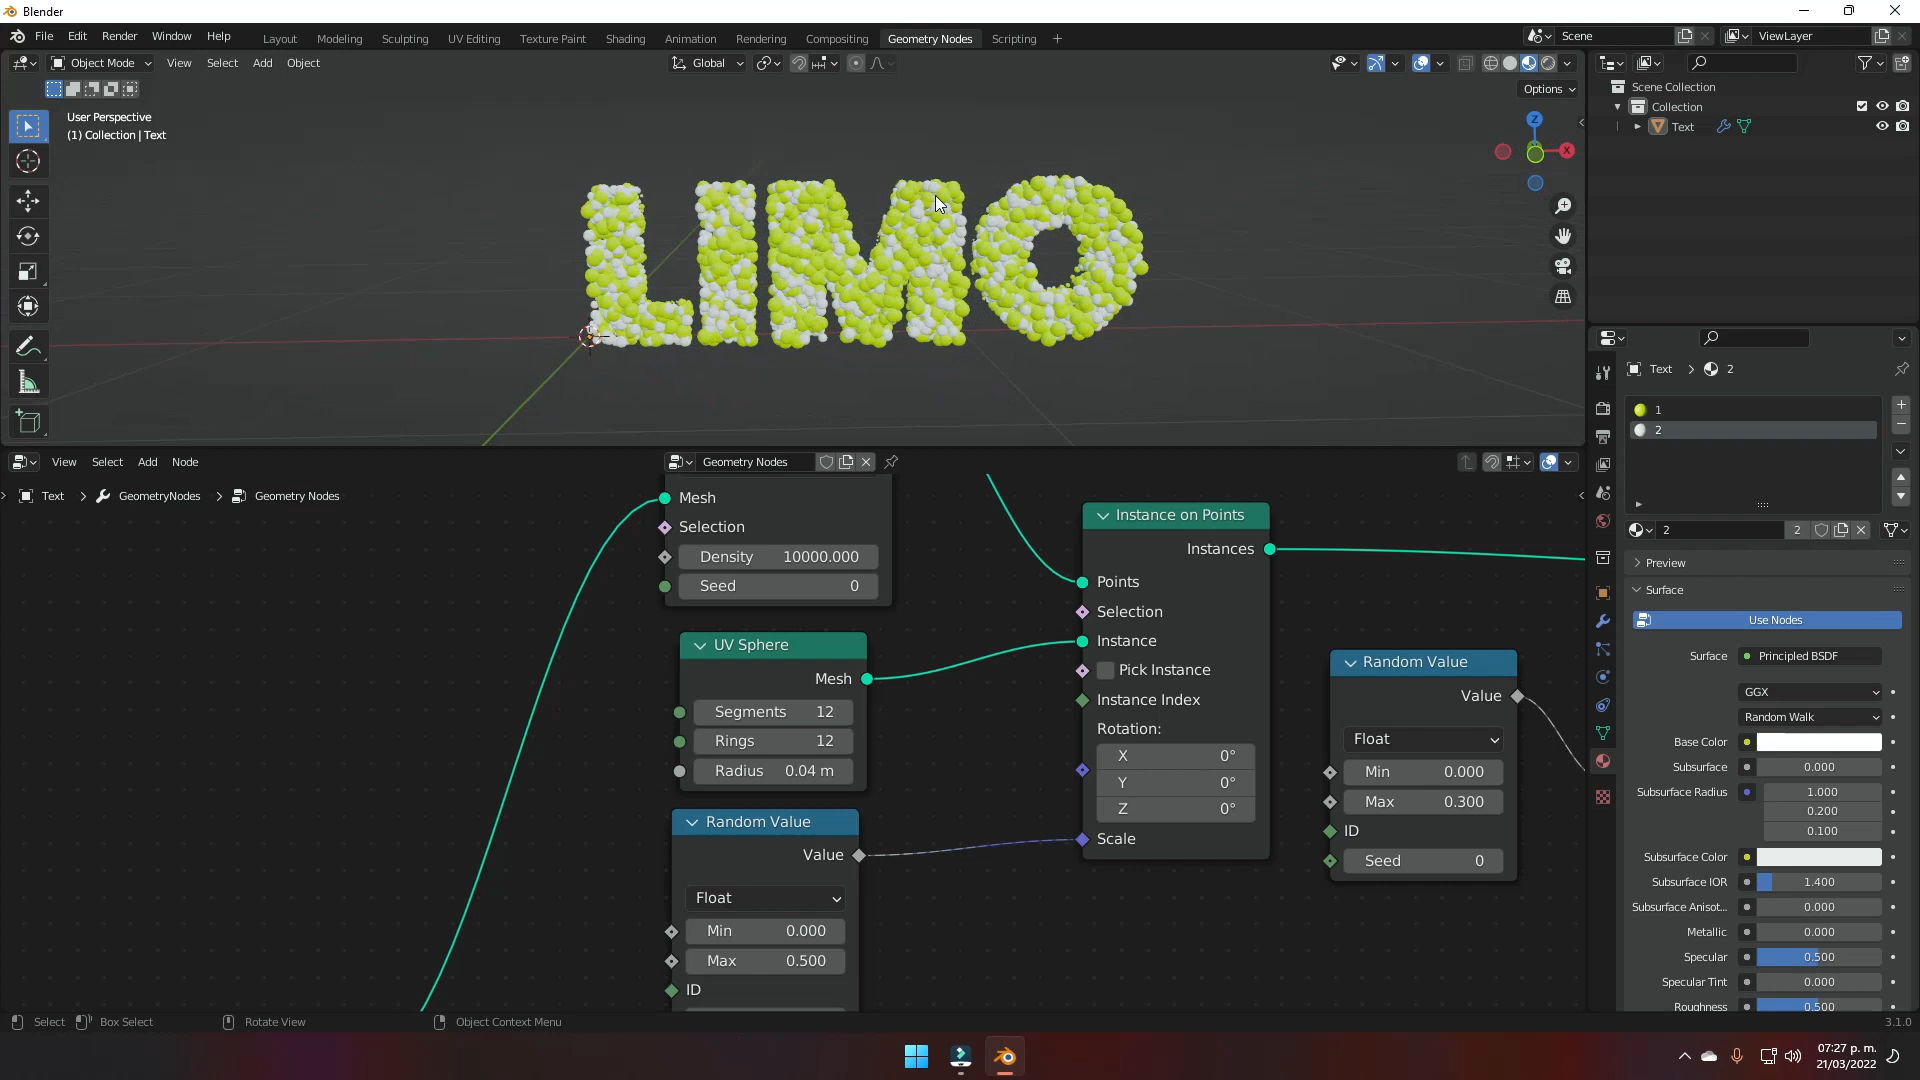 Blender
File Edit Render Window Help Layout Modeling Sculpting UV Editing Texture Paint Shading Animation Rendering Compositing Geometry Nodes Scripting + Scene ViewLayer
Object Mode View Select Add Object Global
Options
User Perspective
(1) Collection | Text
Z
X
LIMO
Scene Collection
Collection
Text
Text > 2
1
2
2 2
Preview
Surface
Use Nodes
Surface Principled BSDF
GGX
Random Walk
Base Color
Subsurface 0.000
Subsurface Radius 1.000
0.200
0.100
Subsurface Color
Subsurface IOR 1.400
Subsurface Anisot... 0.000
Metallic 0.000
Specular 0.500
Specular Tint 0.000
Roughness 0.500
View Select Add Node Geometry Nodes
Text > GeometryNodes > Geometry Nodes
Mesh
Selection
Density 10000.000
Seed 0
UV Sphere
Mesh
Segments 12
Rings 12
Radius 0.04 m
Random Value
Value
Float
Min 0.000
Max 0.500
ID
Instance on Points
Instances
Points
Selection
Instance
Pick Instance
Instance Index
Rotation:
X 0°
Y 0°
Z 0°
Scale
Random Value
Value
Float
Min 0.000
Max 0.300
ID
Seed 0
Select Box Select Rotate View Object Context Menu 3.1.0
07:27 p. m.
21/03/2022